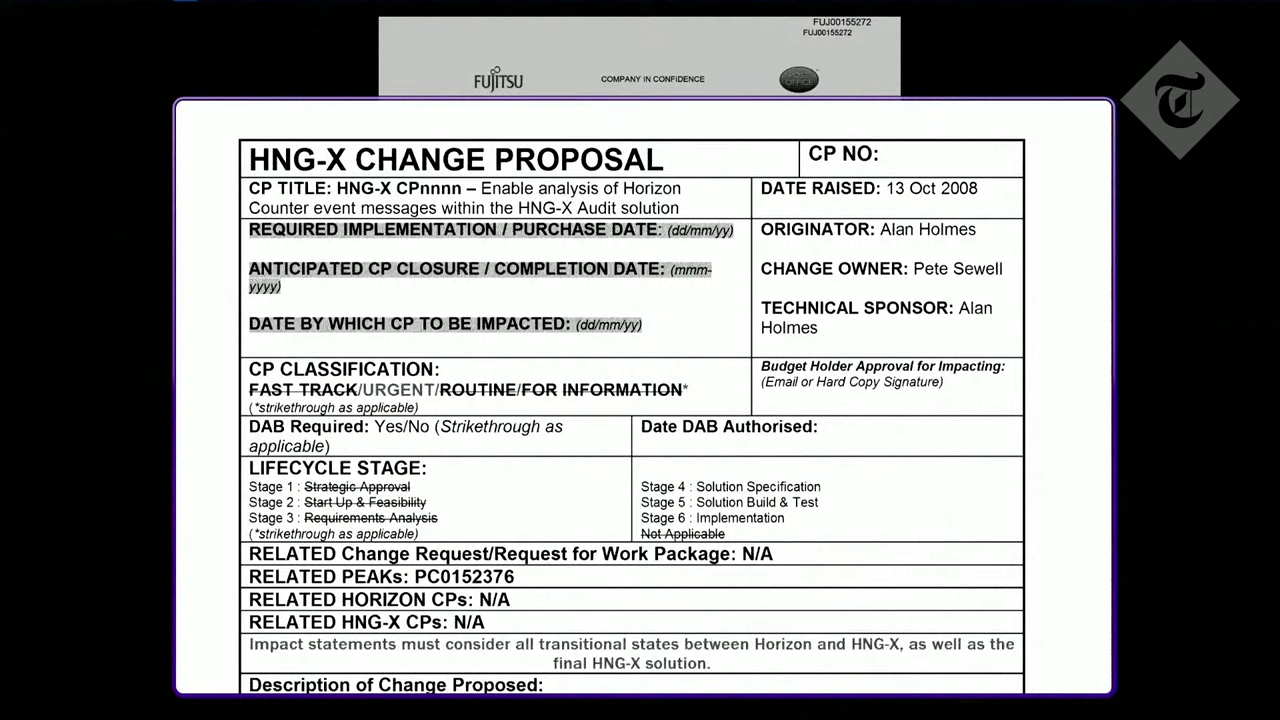 FUJ00155272
FUJ00155272
FUJITSU
COMPANY IN CONFIDENCE
POST OFFICE
T
HNG-X CHANGE PROPOSAL
CP NO:
CP TITLE: HNG-X CPnnnn – Enable analysis of Horizon
Counter event messages within the HNG-X Audit solution
DATE RAISED: 13 Oct 2008
REQUIRED IMPLEMENTATION / PURCHASE DATE: (dd/mm/yy)
ANTICIPATED CP CLOSURE / COMPLETION DATE: (mmm-
yyyy)
DATE BY WHICH CP TO BE IMPACTED: (dd/mm/yy)
ORIGINATOR: Alan Holmes
CHANGE OWNER: Pete Sewell
TECHNICAL SPONSOR: Alan
Holmes
CP CLASSIFICATION:
FAST TRACK/URGENT/ROUTINE/FOR INFORMATION*
(*strikethrough as applicable)
Budget Holder Approval for Impacting:
(Email or Hard Copy Signature)
DAB Required: Yes/No (Strikethrough as
applicable)
Date DAB Authorised:
LIFECYCLE STAGE:
Stage 1 : Strategic Approval
Stage 2 : Start Up & Feasibility
Stage 3 : Requirements Analysis
(*strikethrough as applicable)
Stage 4 : Solution Specification
Stage 5 : Solution Build & Test
Stage 6 : Implementation
Not Applicable
RELATED Change Request/Request for Work Package: N/A
RELATED PEAKs: PC0152376
RELATED HORIZON CPs: N/A
RELATED HNG-X CPs: N/A
Impact statements must consider all transitional states between Horizon and HNG-X, as well as the
final HNG-X solution.
Description of Change Proposed: